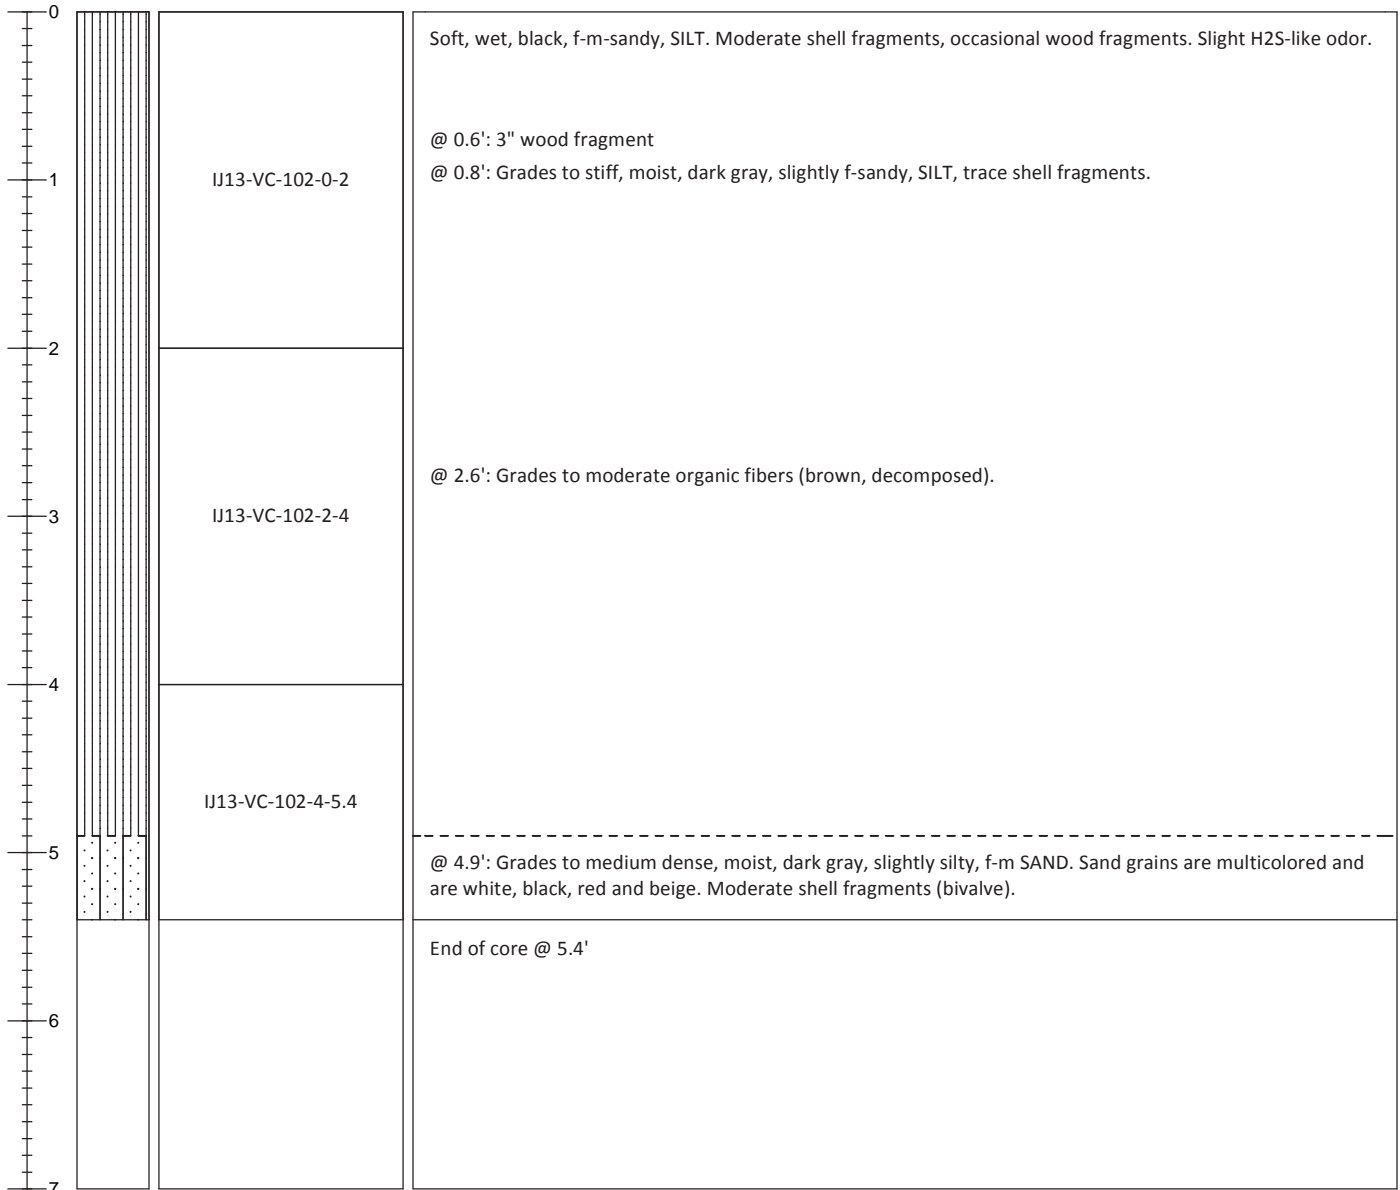 0
Soft, wet, black, f-m-sandy, SILT. Moderate shell fragments, occasional wood fragments. Slight H2S-like odor.
@ 0.6': 3" wood fragment
@ 0.8': Grades to stiff, moist, dark gray, slightly f-sandy, SILT, trace shell fragments.
1
IJ13-VC-102-0-2
2
@ 2.6': Grades to moderate organic fibers (brown, decomposed).
3
IJ13-VC-102-2-4
4
IJ13-VC-102-4-5.4
5
@ 4.9': Grades to medium dense, moist, dark gray, slightly silty, f-m SAND. Sand grains are multicolored and
are white, black, red and beige. Moderate shell fragments (bivalve).
End of core @ 5.4'
6
7